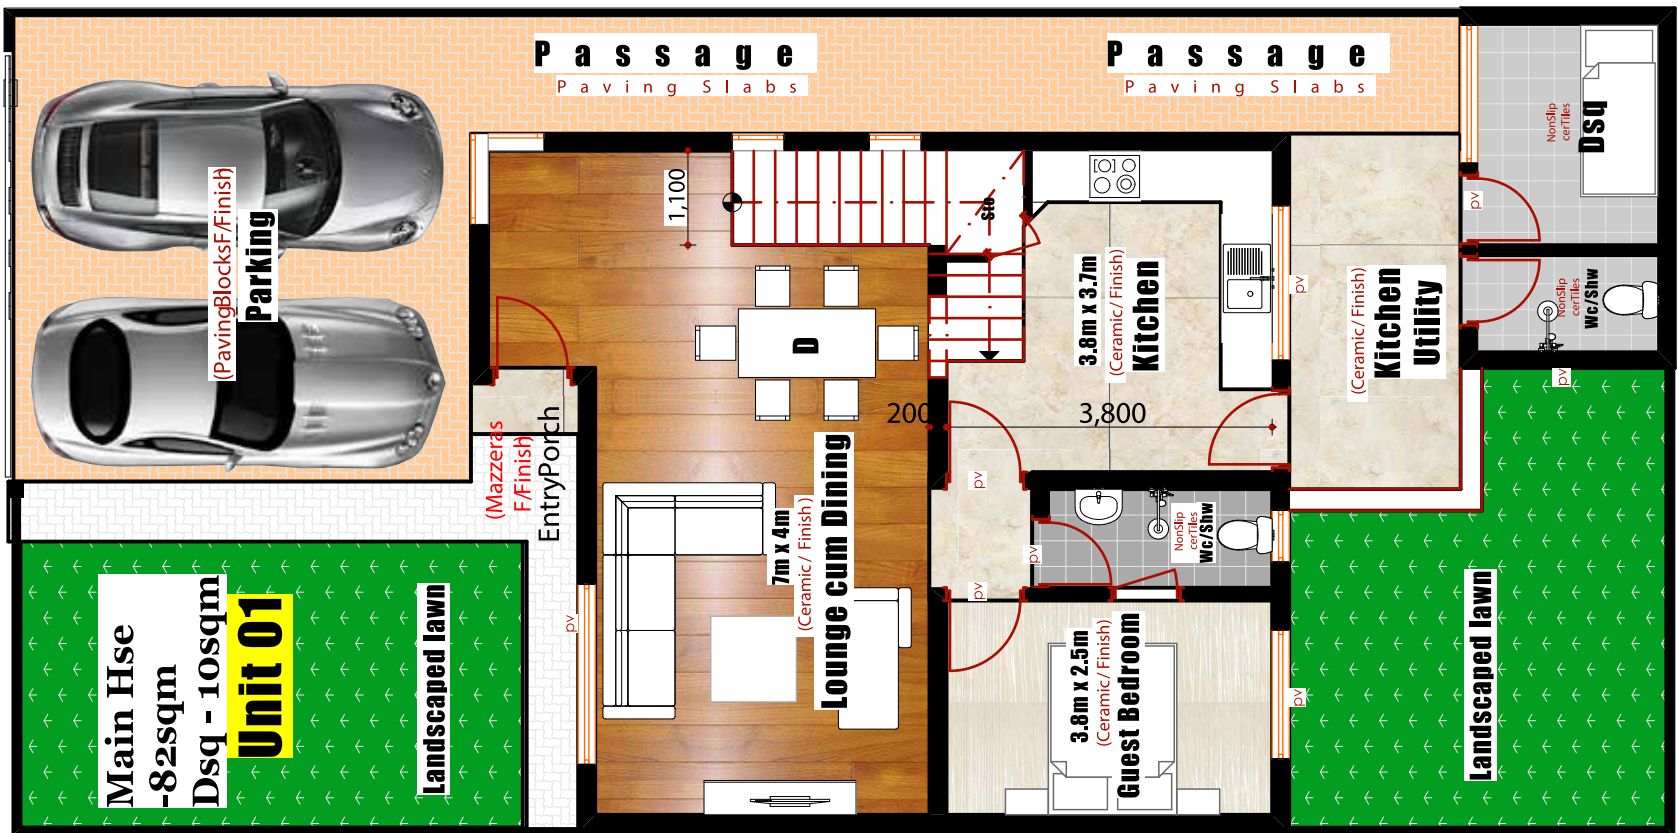 Passage
Paving Slabs
Passage
Paving Slabs
(PavingBlocksF/Finish)
Parking
1,100
Sto
3.8m x 3.7m
(Ceramic / Finish)
Kitchen
pv
(Ceramic / Finish)
Kitchen
Utility
pv
NonSlip
cerTiles
Dsq
NonSlip
cerTiles
Wc/Shw
pv
D
200
3,800
(Mazzeras
F/Finish)
EntryPorch
7m x 4m
(Ceramic / Finish)
Lounge cum Dining
pv
pv
pv
pv
NonSlip
cerTiles
Wc/Shw
pv
3.8m x 2.5m
(Ceramic / Finish)
Guest Bedroom
pv
Main Hse
-82sqm
Dsq - 10sqm
Unit 01
Landscaped lawn
Landscaped lawn